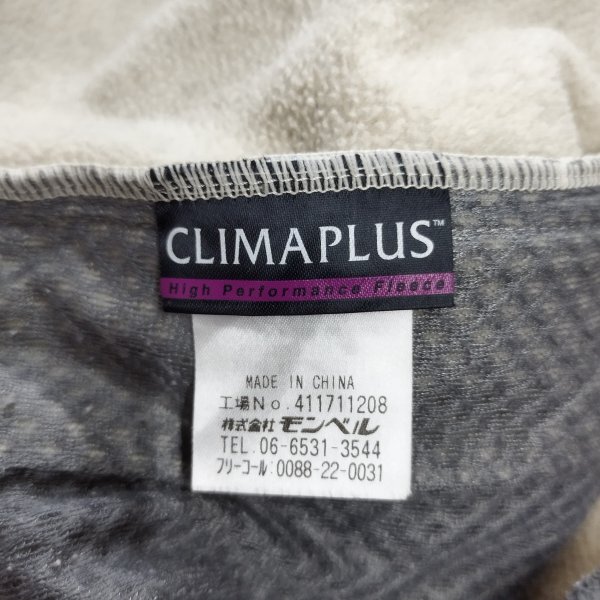 CLIMAPLUS™
High Performance Fleece
MADE IN CHINA
工場No.411711208
株式会社 モンベル
TEL.06-6531-3544
フリーコール:0088-22-0031